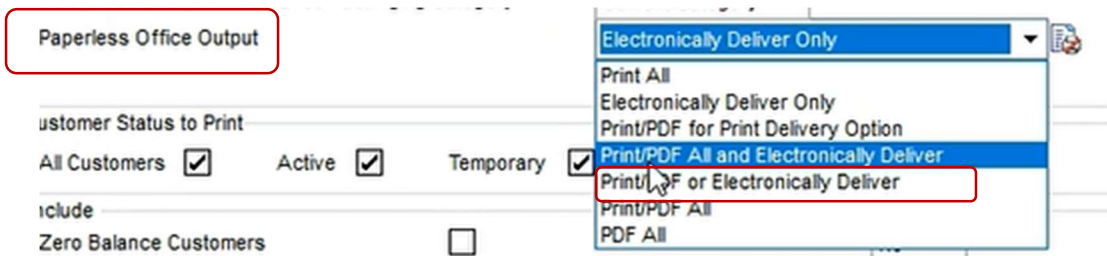 Paperless Office Output
Electronically Deliver Only
Print All
Electronically Deliver Only
Print/PDF for Print Delivery Option
Print/PDF All and Electronically Deliver
Print/PDF or Electronically Deliver
Print/PDF All
PDF All
ustomer Status to Print
All Customers Active Temporary
nclude
Zero Balance Customers